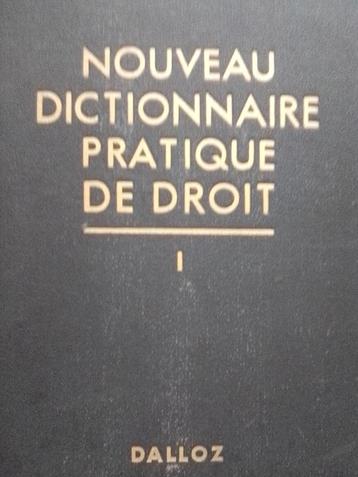 NOUVEAU
DICTIONNAIRE
PRATIQUE
DE DROIT
I
DALLOZ